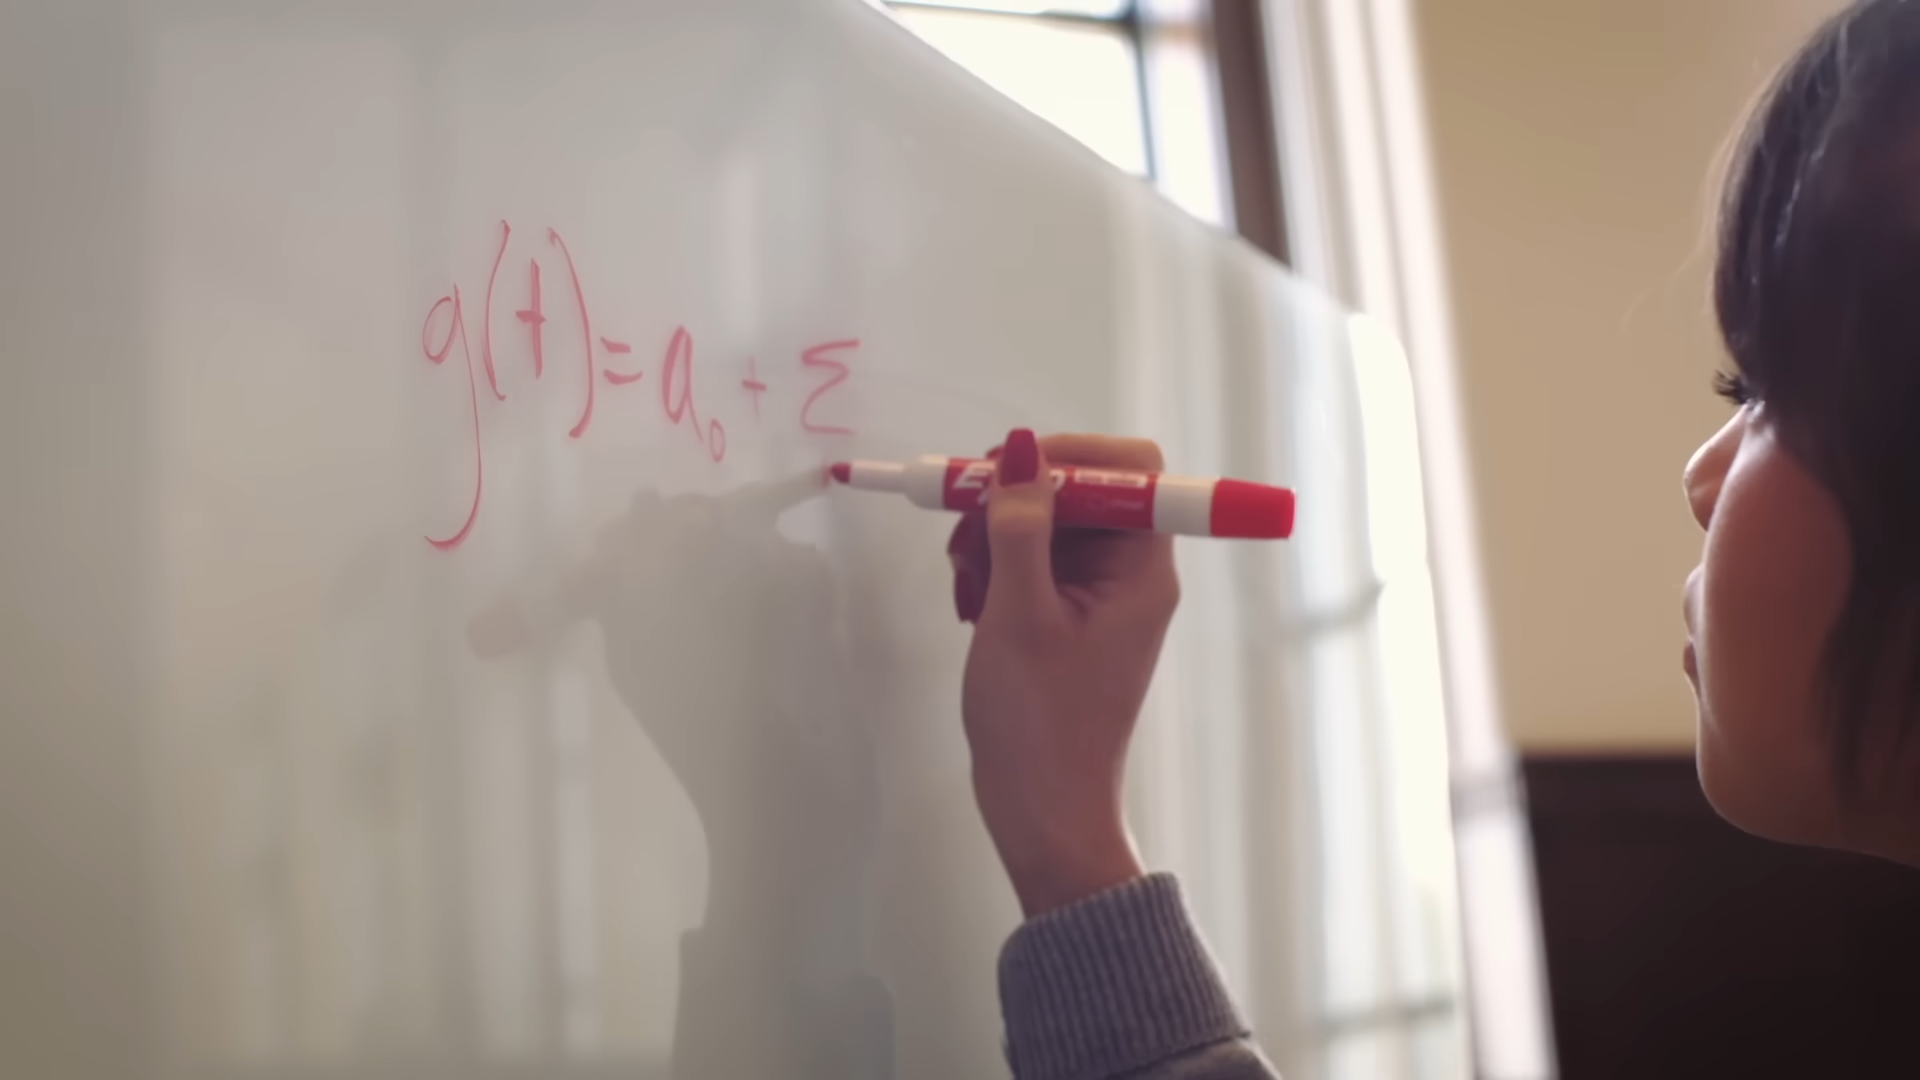 g(t) = a₀ + Σ